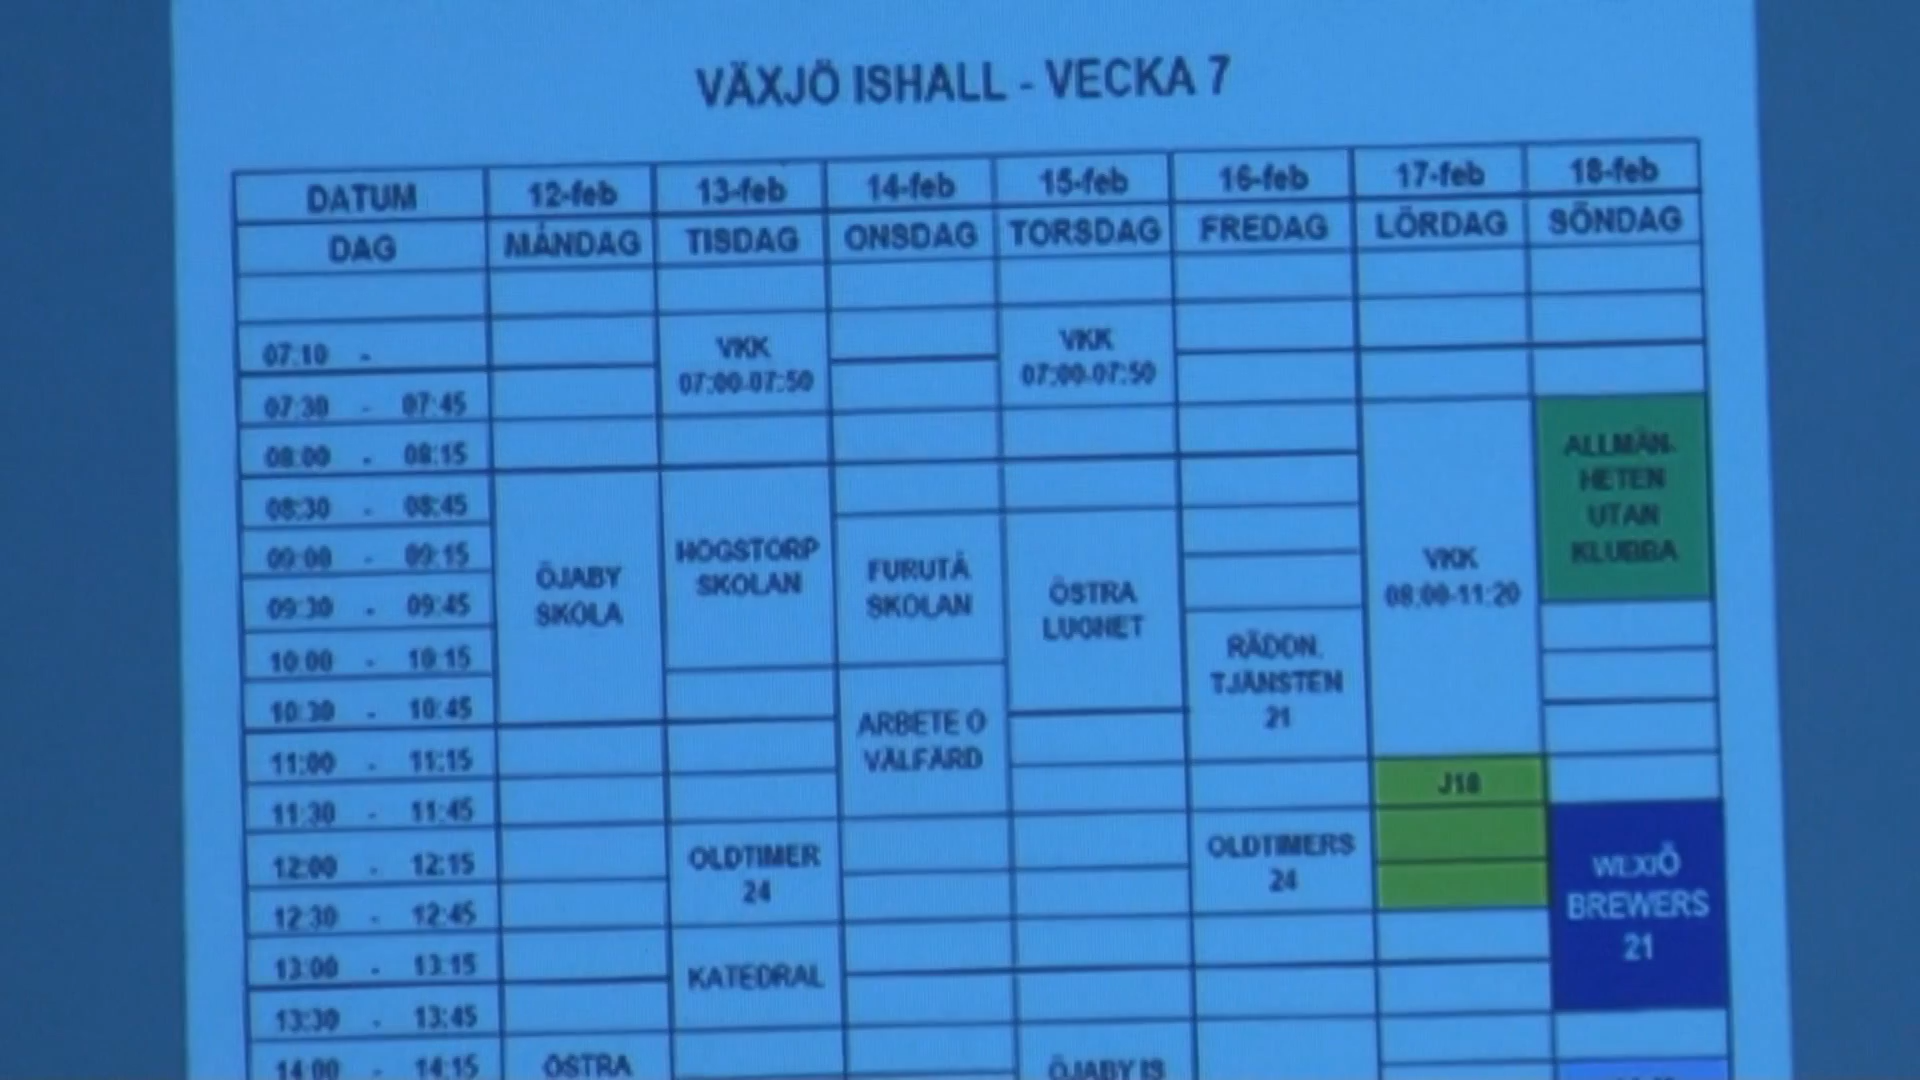 VÄXJÖ ISHALL - VECKA 7
DATUM 12-feb 13-feb 14-feb 15-feb 16-feb 17-feb 18-feb
DAG MÅNDAG TISDAG ONSDAG TORSDAG FREDAG LÖRDAG SÖNDAG
07:10 -
VKK
07:00-07:50
VKK
07:00-07:50
07:30 - 07:45
08:00 - 08:15
08:30 - 08:45
09:00 - 09:15
09:30 - 09:45
10:00 - 10:15
10:30 - 10:45
11:00 - 11:15
11:30 - 11:45
12:00 - 12:15
12:30 - 12:45
13:00 - 13:15
13:30 - 13:45
14:00 - 14:15
ÖJABY
SKOLA
ÖSTRA
HÖGSTORP
SKOLAN
OLDTIMER
24
KATEDRAL
FURUTÅ
SKOLAN
ARBETE O
VÄLFÄRD
ÖSTRA
LUGNET
ÖJABY IS
RÄDDN.
TJÄNSTEN
21
OLDTIMERS
24
VKK
08:00-11:20
J18
ALLMÄN-
HETEN
UTAN
KLUBBA
WEXIÖ
BREWERS
21